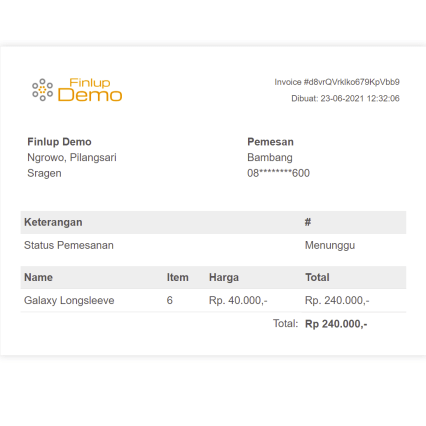 Finlup
Demo
Invoice #d8vrQVrkIko679KpVbb9
Dibuat: 23-06-2021 12:32:06
Finlup Demo
Ngrowo, Pilangsari
Sragen
Pemesan
Bambang
08********600
Keterangan #
Status Pemesanan Menunggu
Name Item Harga Total
Galaxy Longsleeve 6 Rp. 40.000,- Rp. 240.000,-
Total: Rp 240.000,-